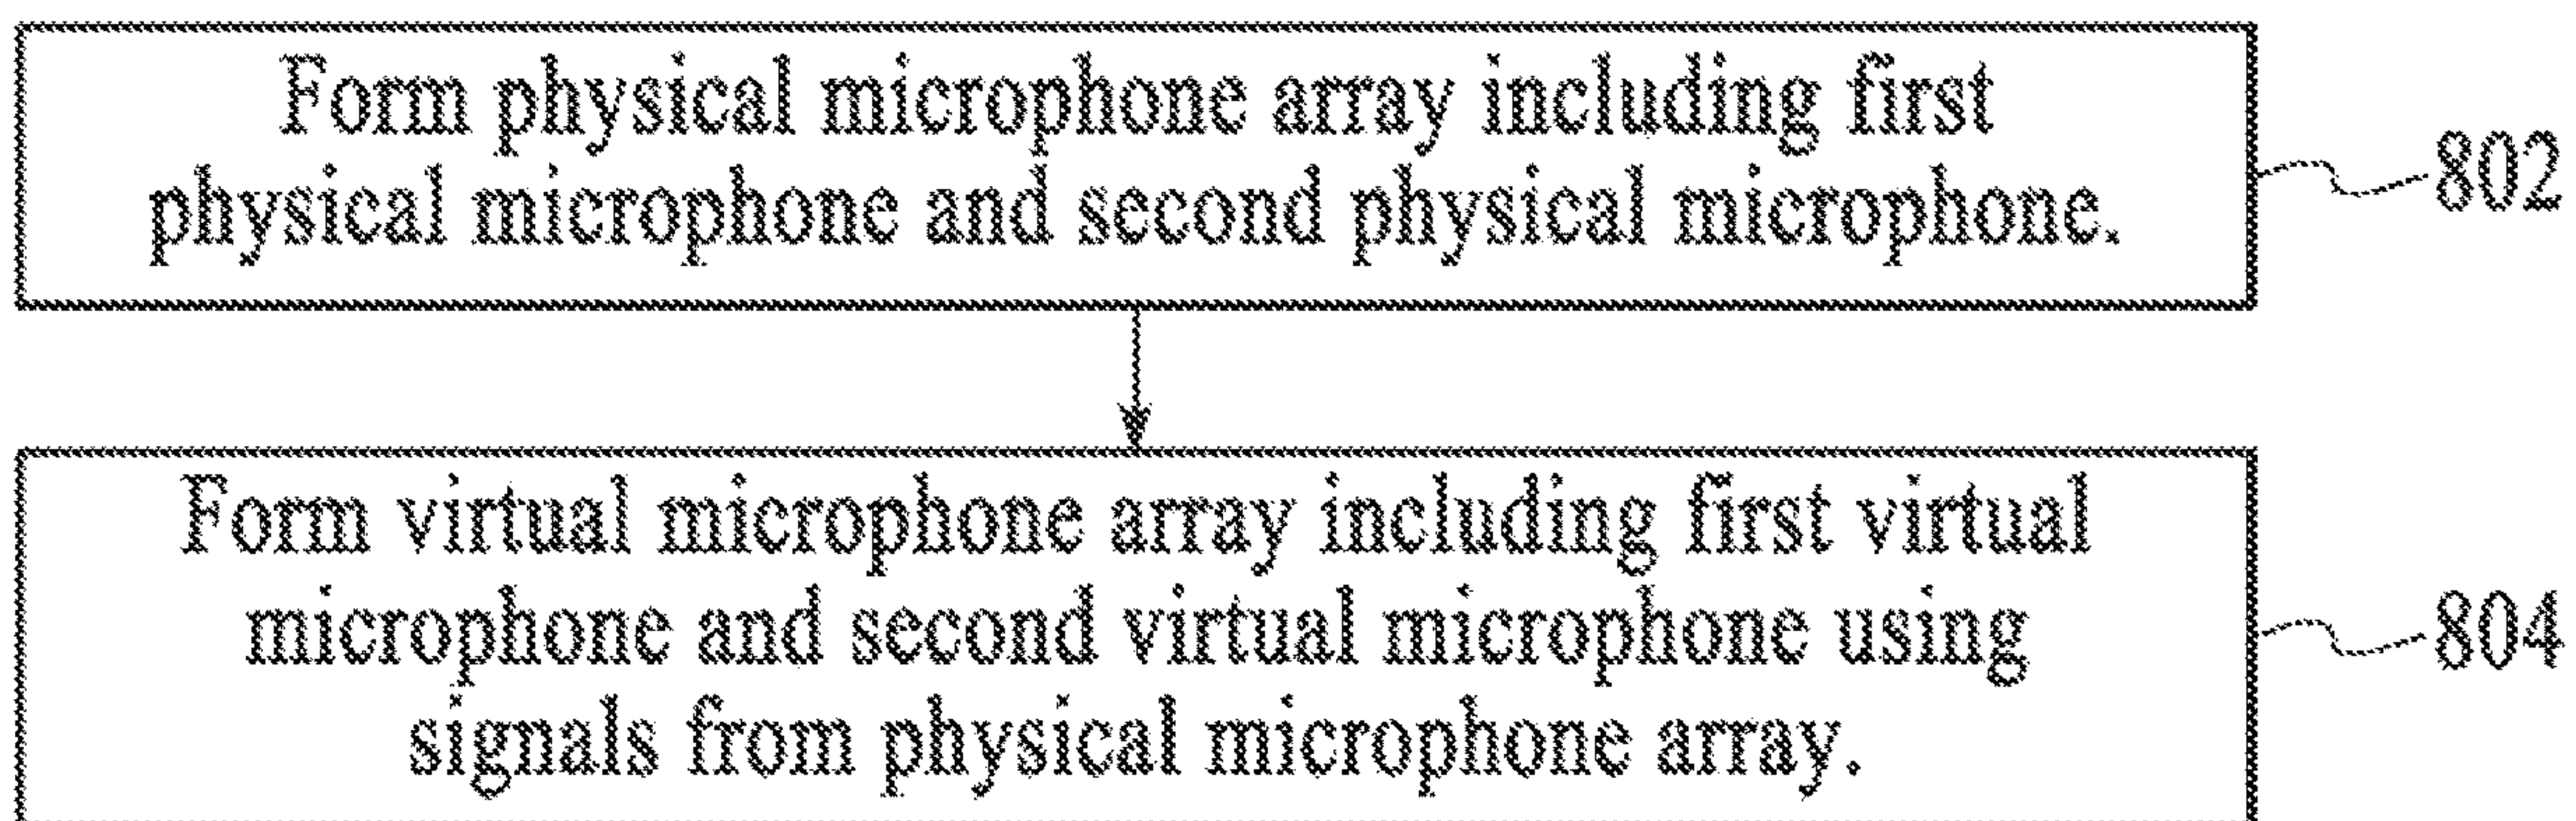 Form physical microphone array including first
physical microphone and second physical microphone.
802
Form virtual microphone array including first virtual
microphone and second virtual microphone using
signals from physical microphone array.
804